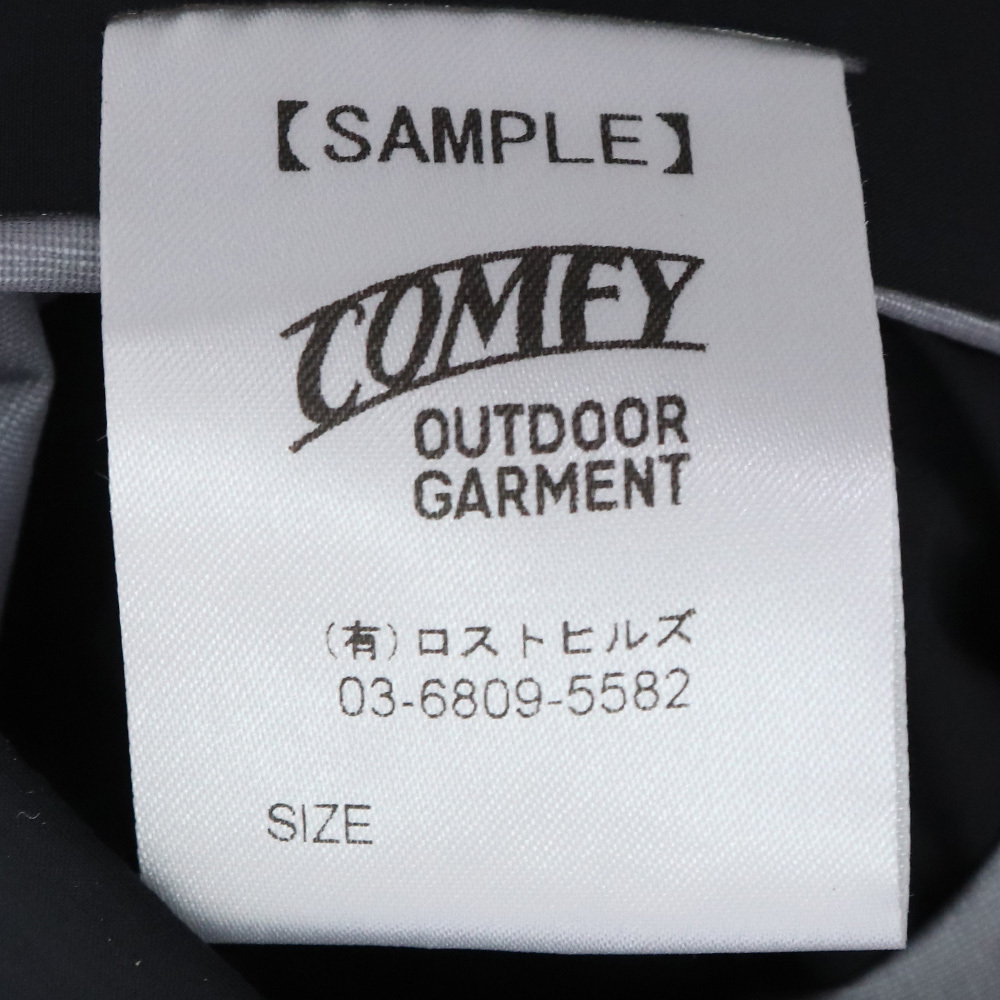 【SAMPLE】
COMFY
OUTDOOR
GARMENT
(有)ロストヒルズ
03-6809-5582
SIZE